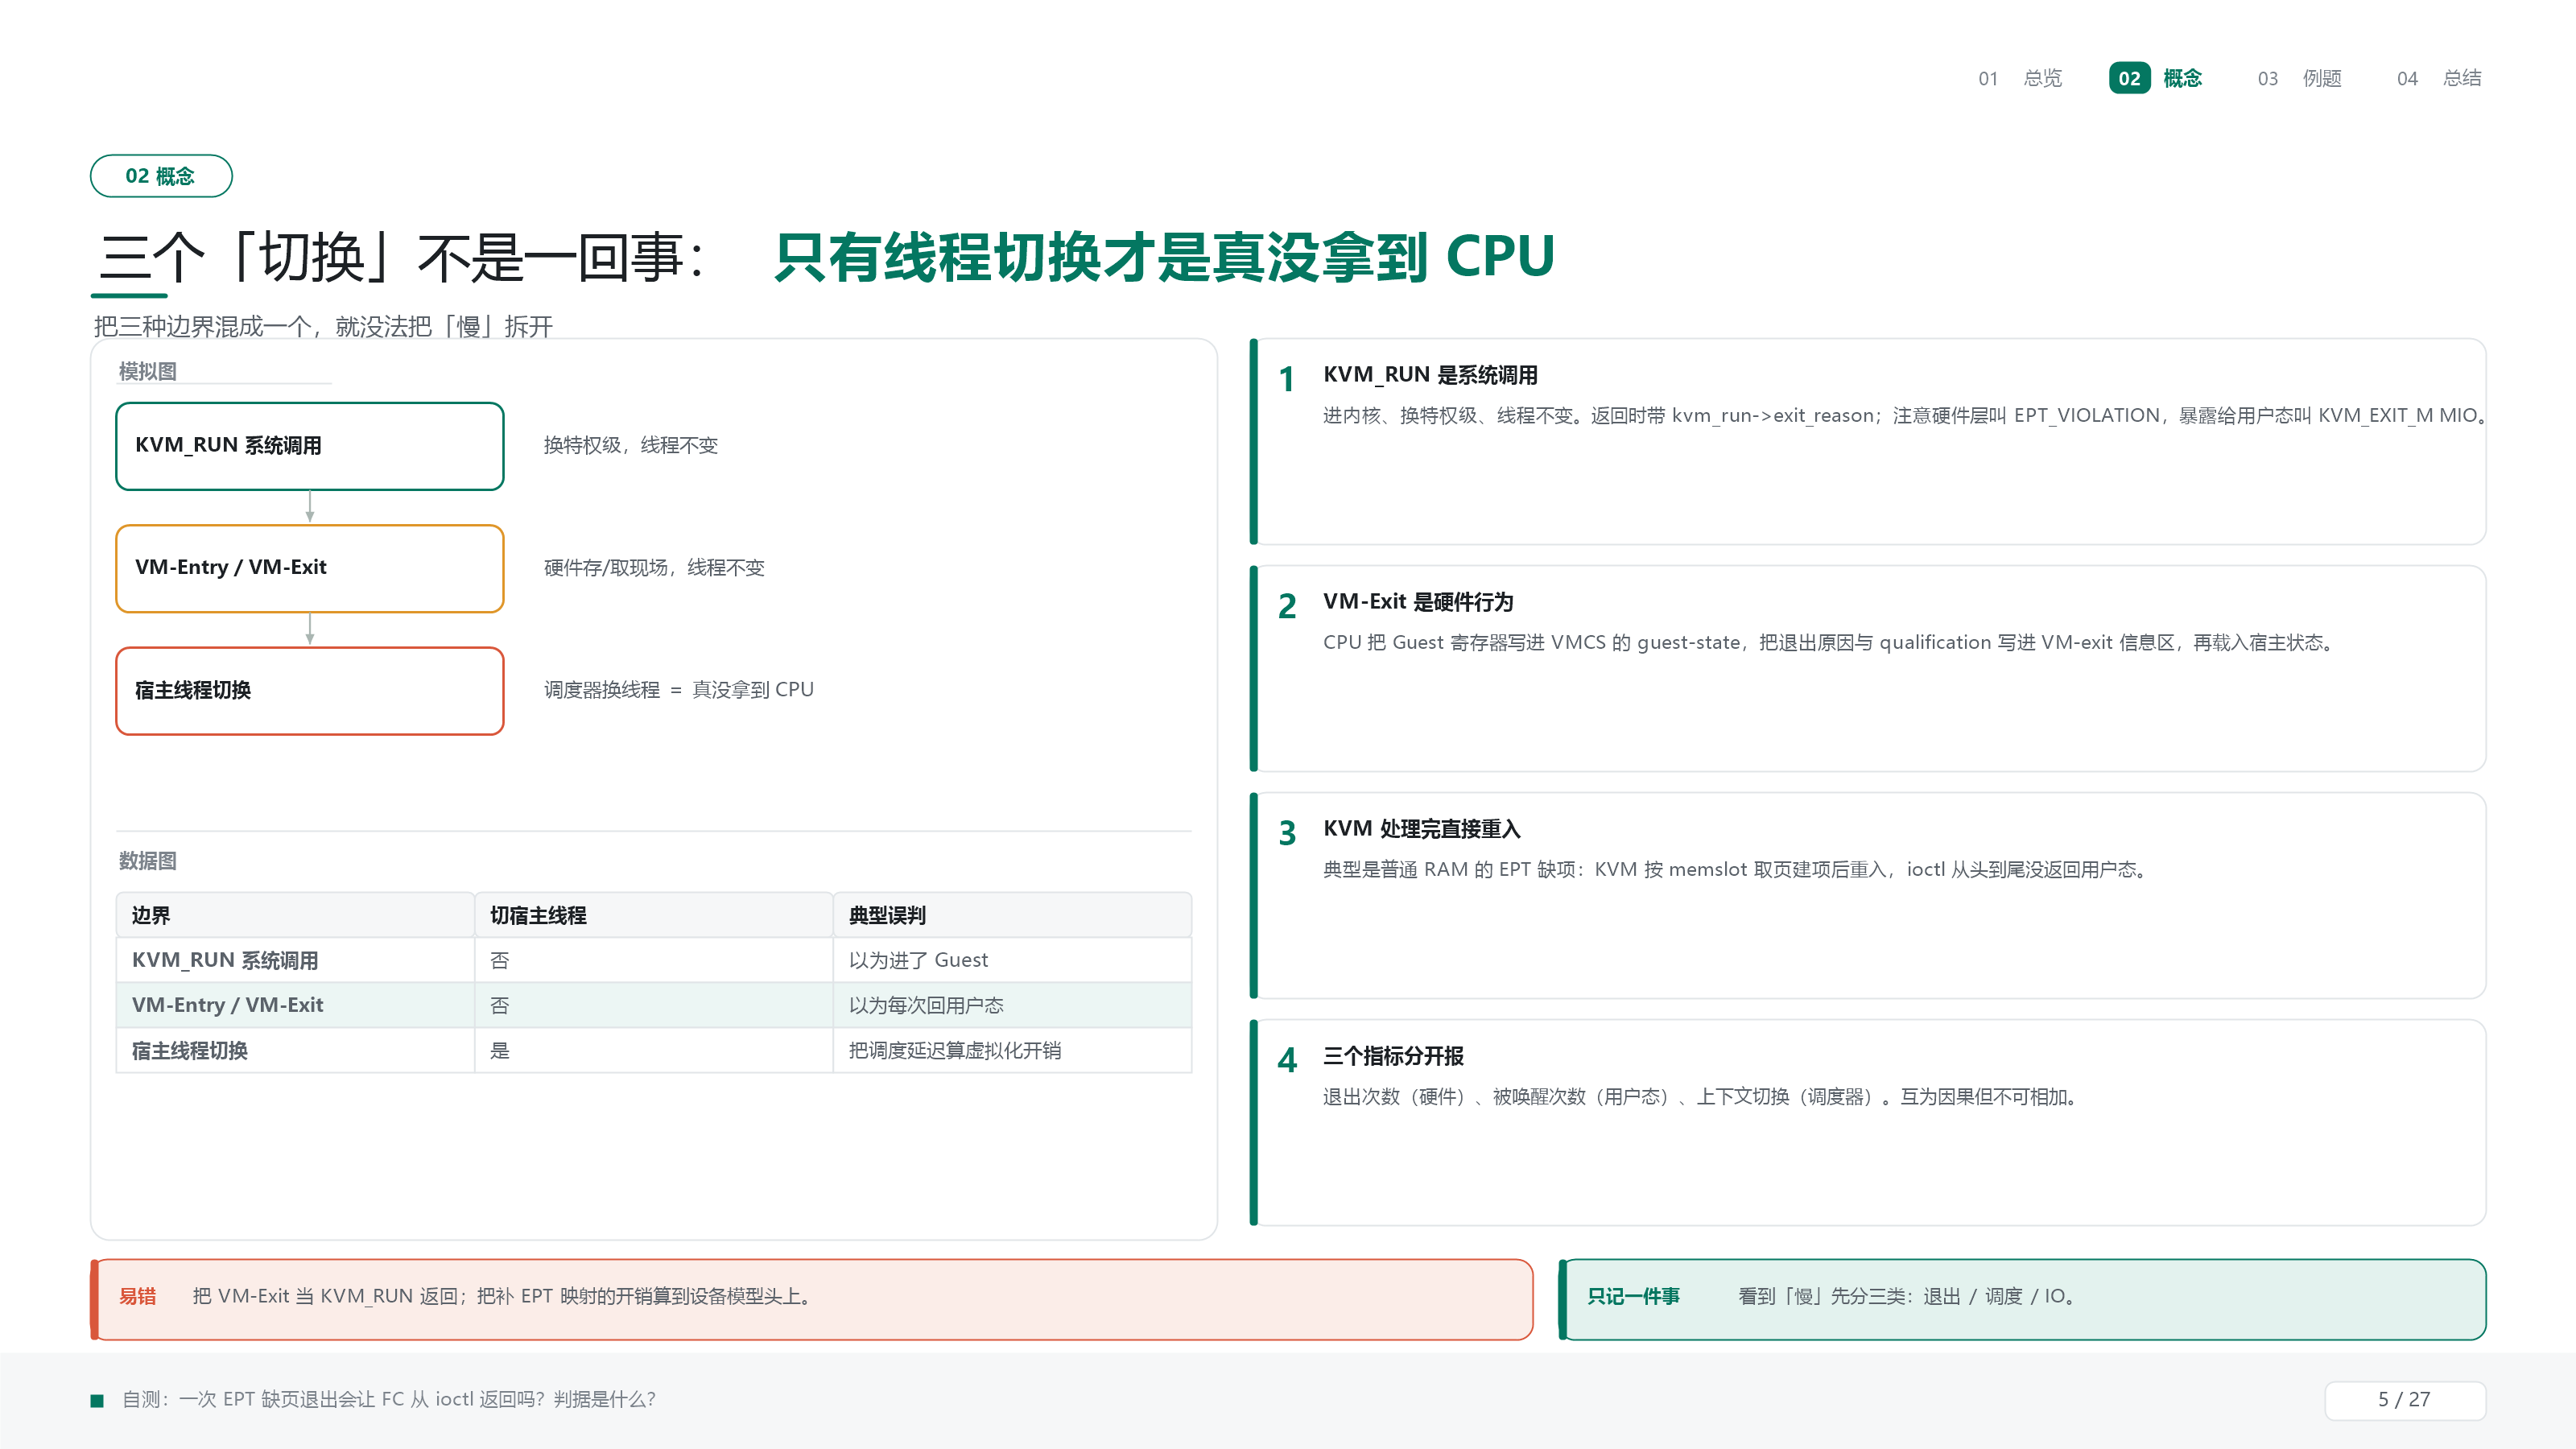 01 总览 02 概念 03 例题 04 总结
02 概念
三个「切换」不是一回事： 只有线程切换才是真没拿到 CPU
把三种边界混成一个，就没法把「慢」拆开
模拟图
KVM_RUN 系统调用 换特权级，线程不变
VM-Entry / VM-Exit 硬件存/取现场，线程不变
宿主线程切换 调度器换线程 = 真没拿到 CPU
数据图
边界 切宿主线程 典型误判
KVM_RUN 系统调用 否 以为进了 Guest
VM-Entry / VM-Exit 否 以为每次回用户态
宿主线程切换 是 把调度延迟算虚拟化开销
1 KVM_RUN 是系统调用
进内核、换特权级、线程不变。返回时带 kvm_run->exit_reason；注意硬件层叫 EPT_VIOLATION，暴露给用户态叫 KVM_EXIT_M MIO。
2 VM-Exit 是硬件行为
CPU 把 Guest 寄存器写进 VMCS 的 guest-state，把退出原因与 qualification 写进 VM-exit 信息区，再载入宿主状态。
3 KVM 处理完直接重入
典型是普通 RAM 的 EPT 缺项：KVM 按 memslot 取页建项后重入，ioctl 从头到尾没返回用户态。
4 三个指标分开报
退出次数（硬件）、被唤醒次数（用户态）、上下文切换（调度器）。互为因果但不可相加。
易错 把 VM-Exit 当 KVM_RUN 返回；把补 EPT 映射的开销算到设备模型头上。
只记一件事 看到「慢」先分三类：退出 / 调度 / IO。
自测：一次 EPT 缺页退出会让 FC 从 ioctl 返回吗？判据是什么？
5 / 27